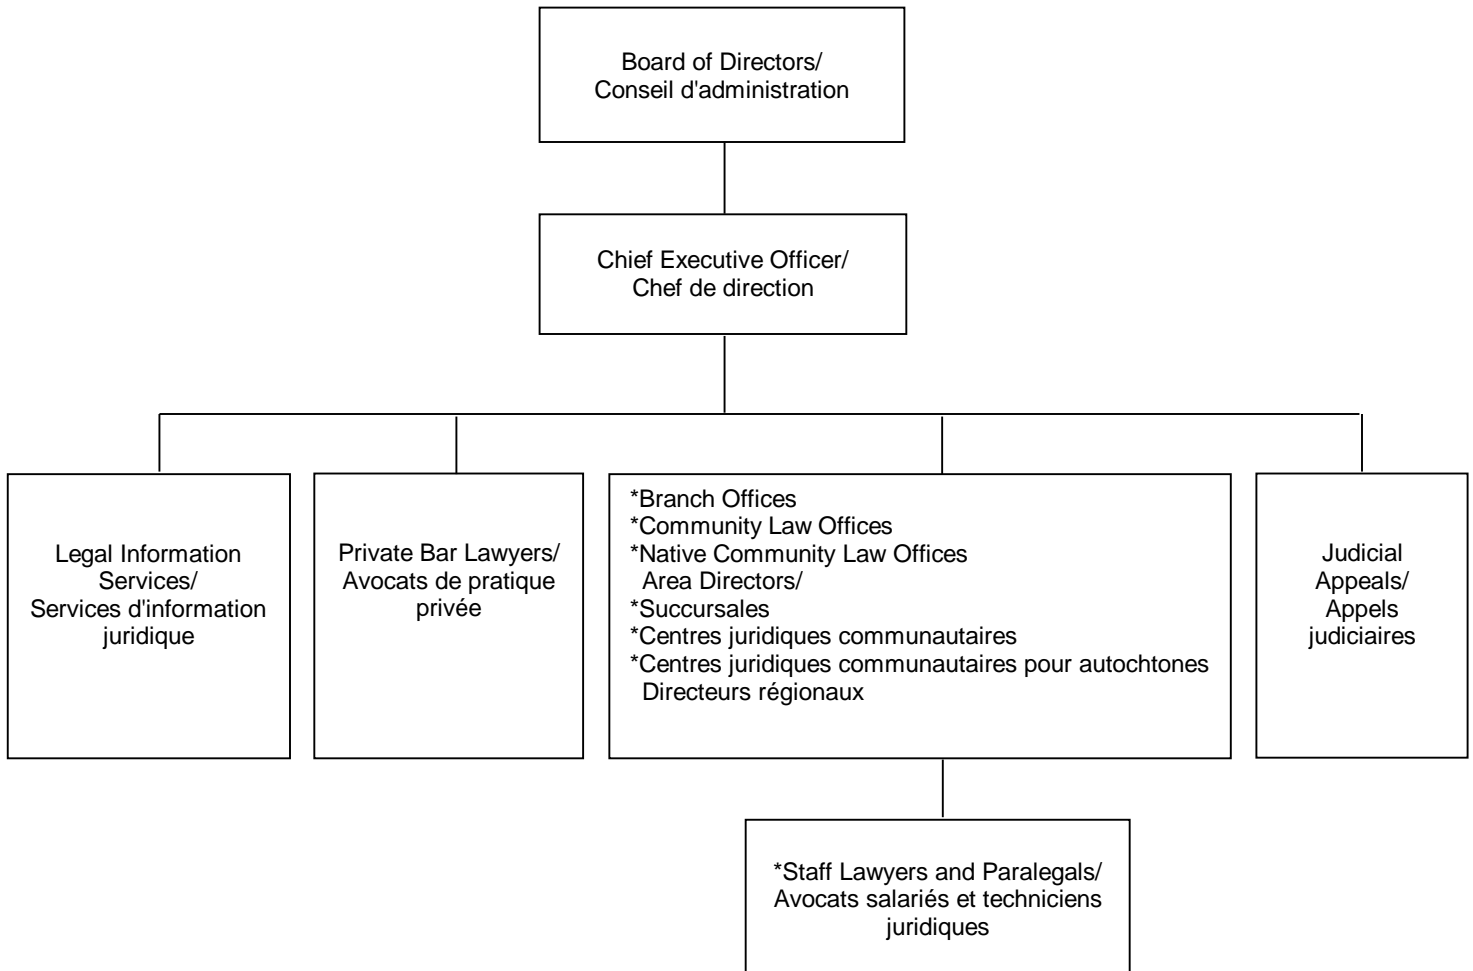 Board of Directors/
Conseil d'administration
Chief Executive Officer/
Chef de direction
Legal Information
Services/
Services d'information
juridique
Private Bar Lawyers/
Avocats de pratique
privée
*Branch Offices
*Community Law Offices
*Native Community Law Offices
Area Directors/
*Succursales
*Centres juridiques communautaires
*Centres juridiques communautaires pour autochtones
Directeurs régionaux
Judicial
Appeals/
Appels
judiciaires
*Staff Lawyers and Paralegals/
Avocats salariés et techniciens
juridiques